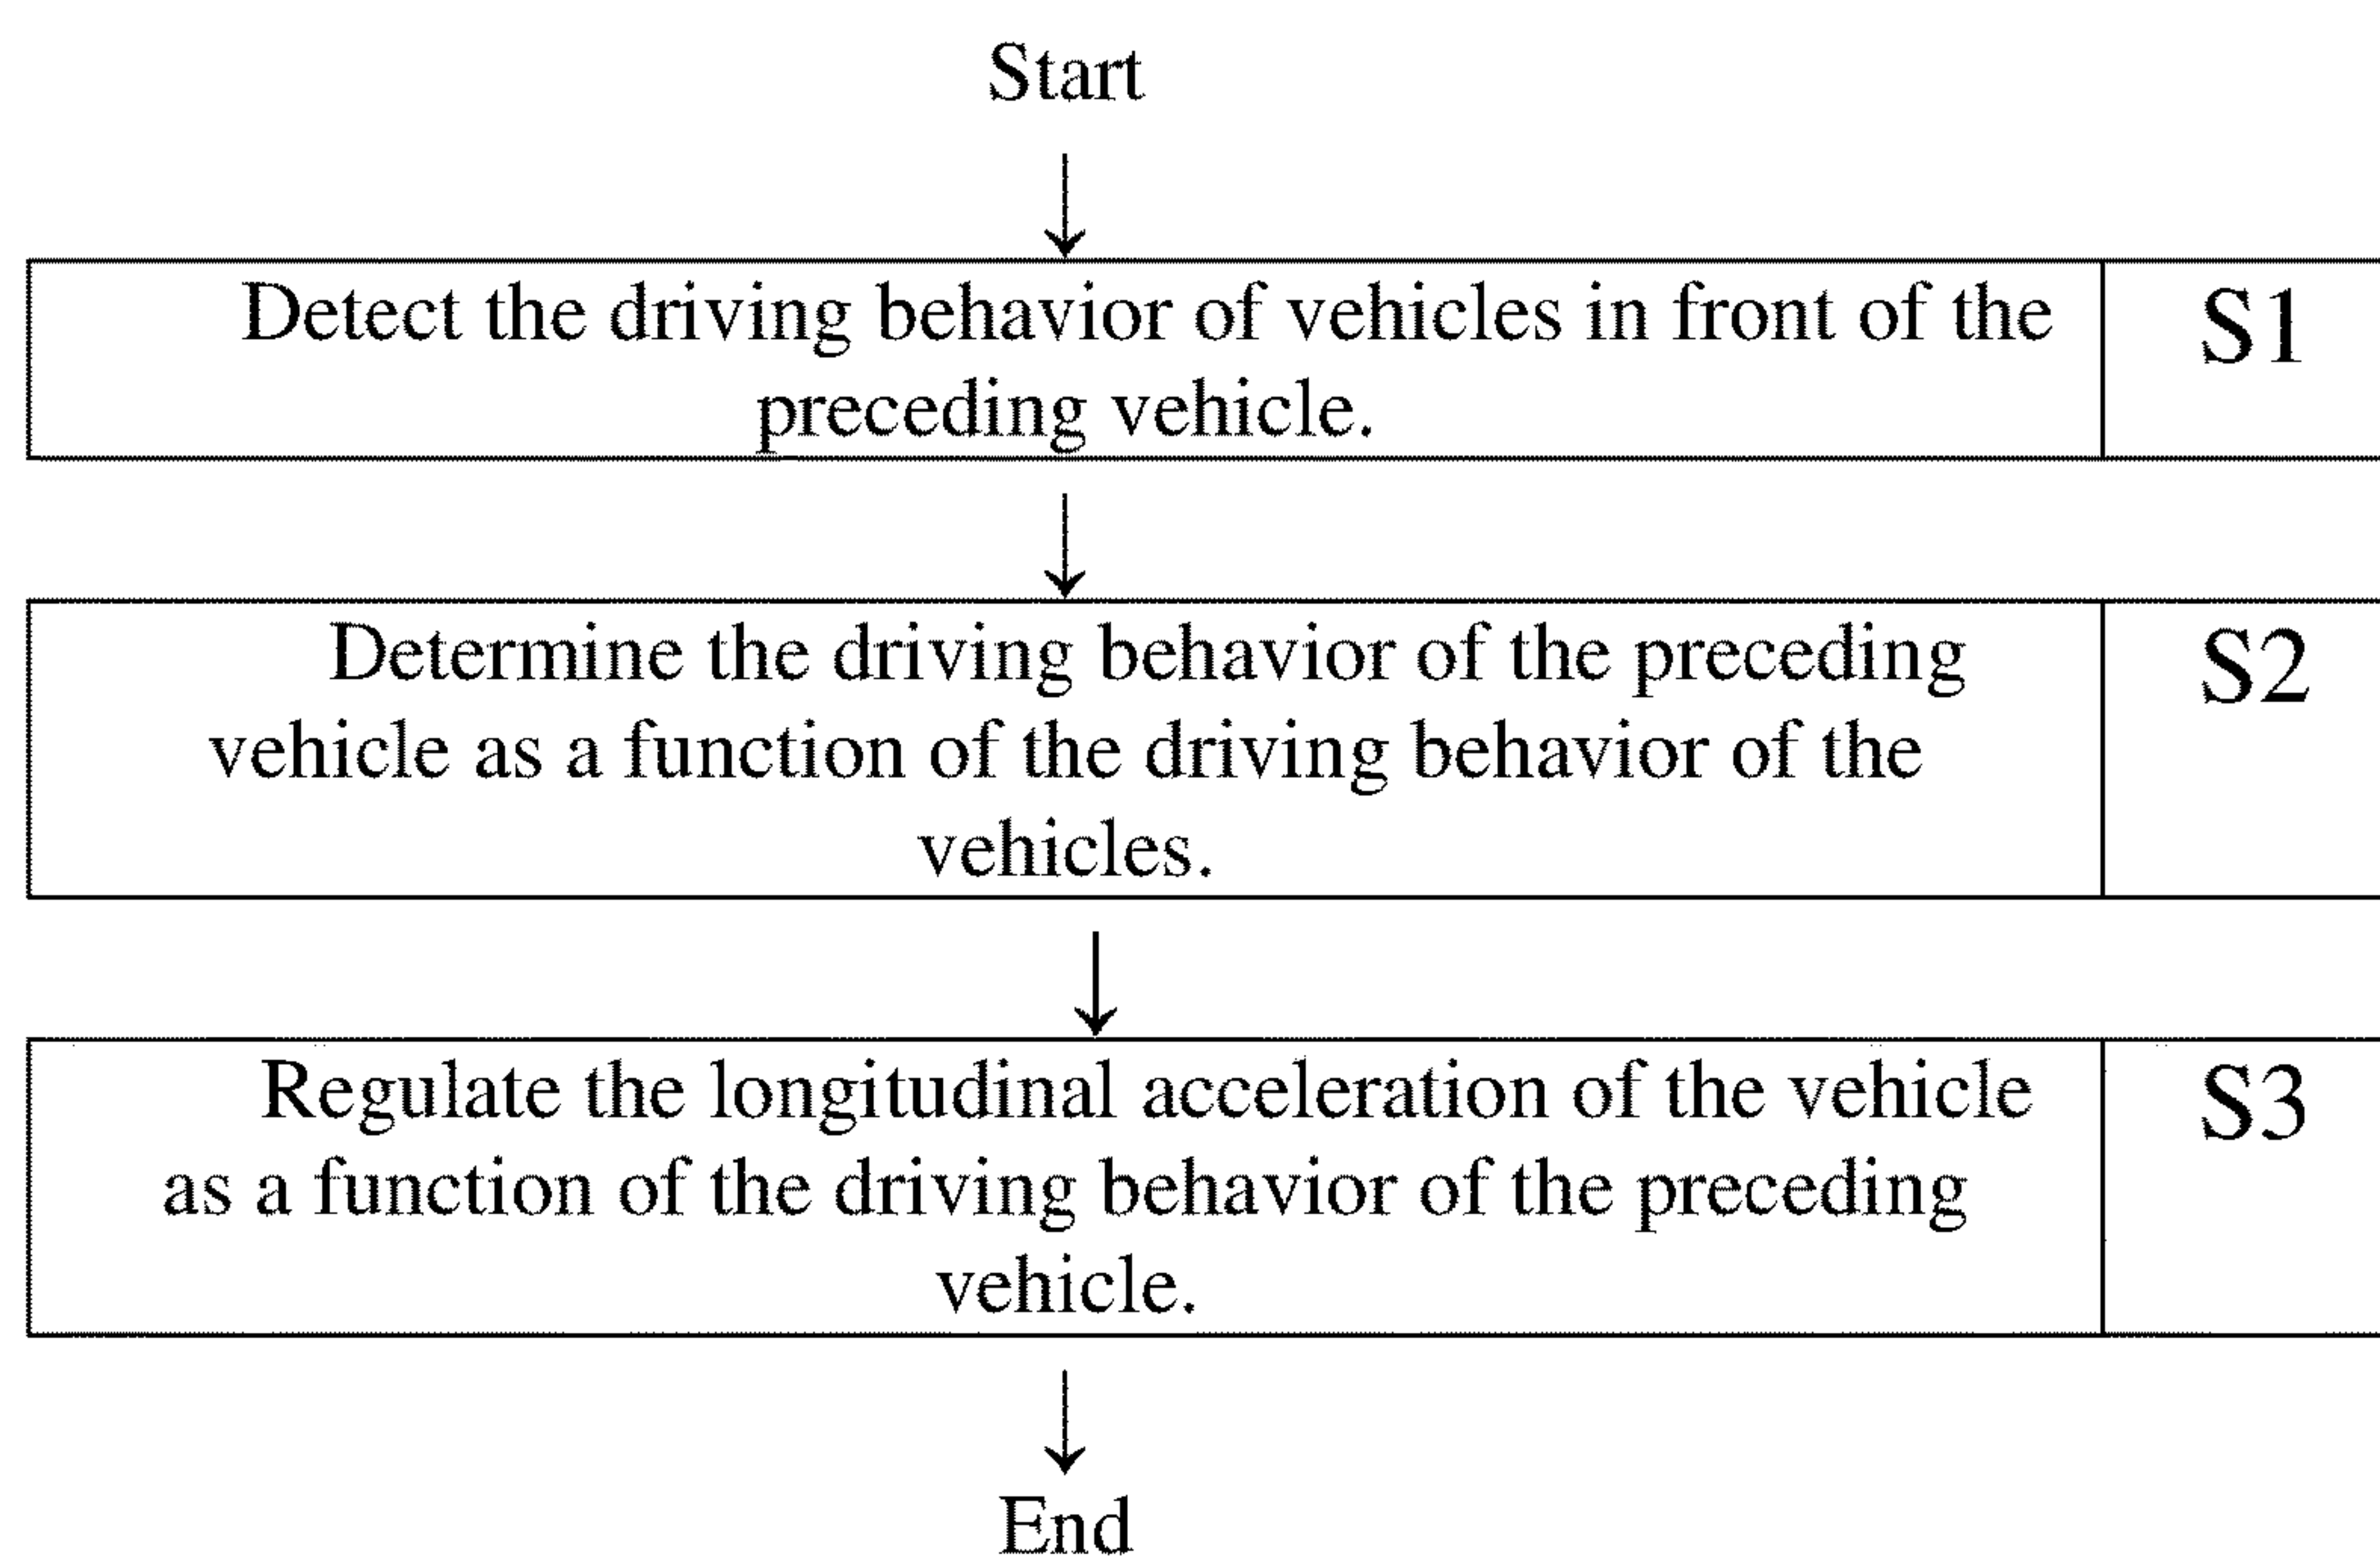 Start
Detect the driving behavior of vehicles in front of the
preceding vehicle.
S1
Determine the driving behavior of the preceding
vehicle as a function of the driving behavior of the
vehicles.
S2
Regulate the longitudinal acceleration of the vehicle
as a function of the driving behavior of the preceding
vehicle.
S3
End